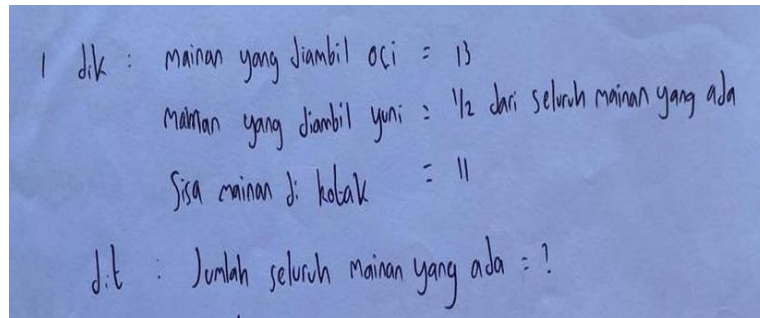 1 dik : mainan yang diambil oci = 13
mainan yang diambil yuni = 1/2 dari seluruh mainan yang ada
Sisa mainan di kotak = 11
dit : Jumlah seluruh mainan yang ada = ?